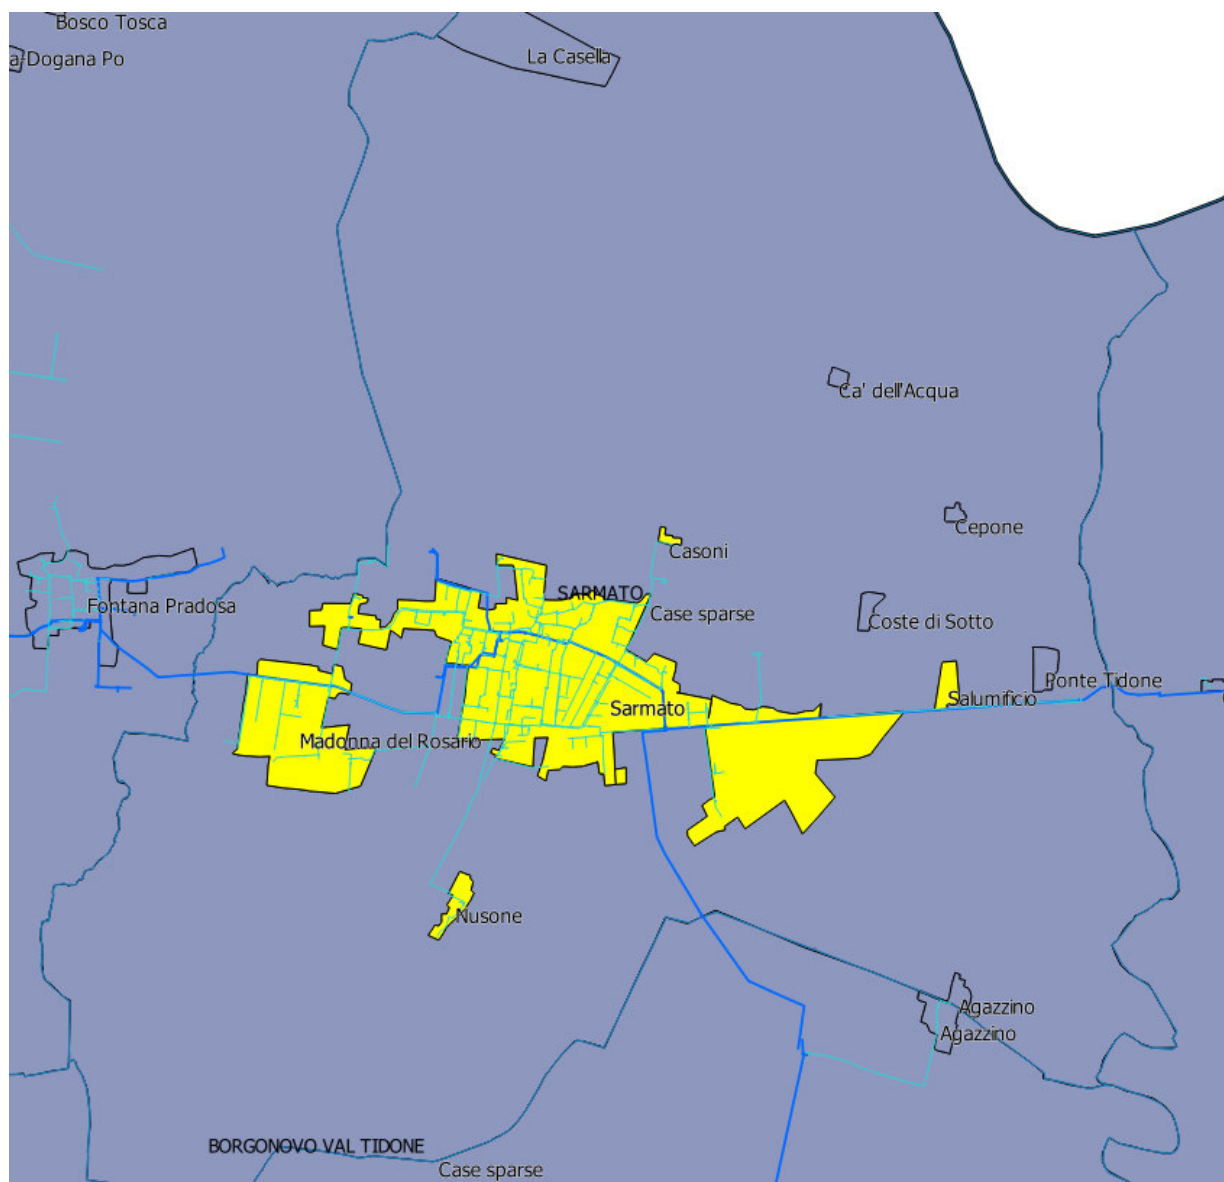 Bosco Tosca
La Casella
a-Dogana Po
Ca' dell'Acqua
Cepone
Casoni
SARMATO
Fontana Pradosa
Case sparse
Coste di Sotto
Ponte Tidone
Salumificio
Sarmato
Madonna del Rosario
Nusone
Agazzino
Agazzino
BORGONOVO VAL TIDONE
Case sparse